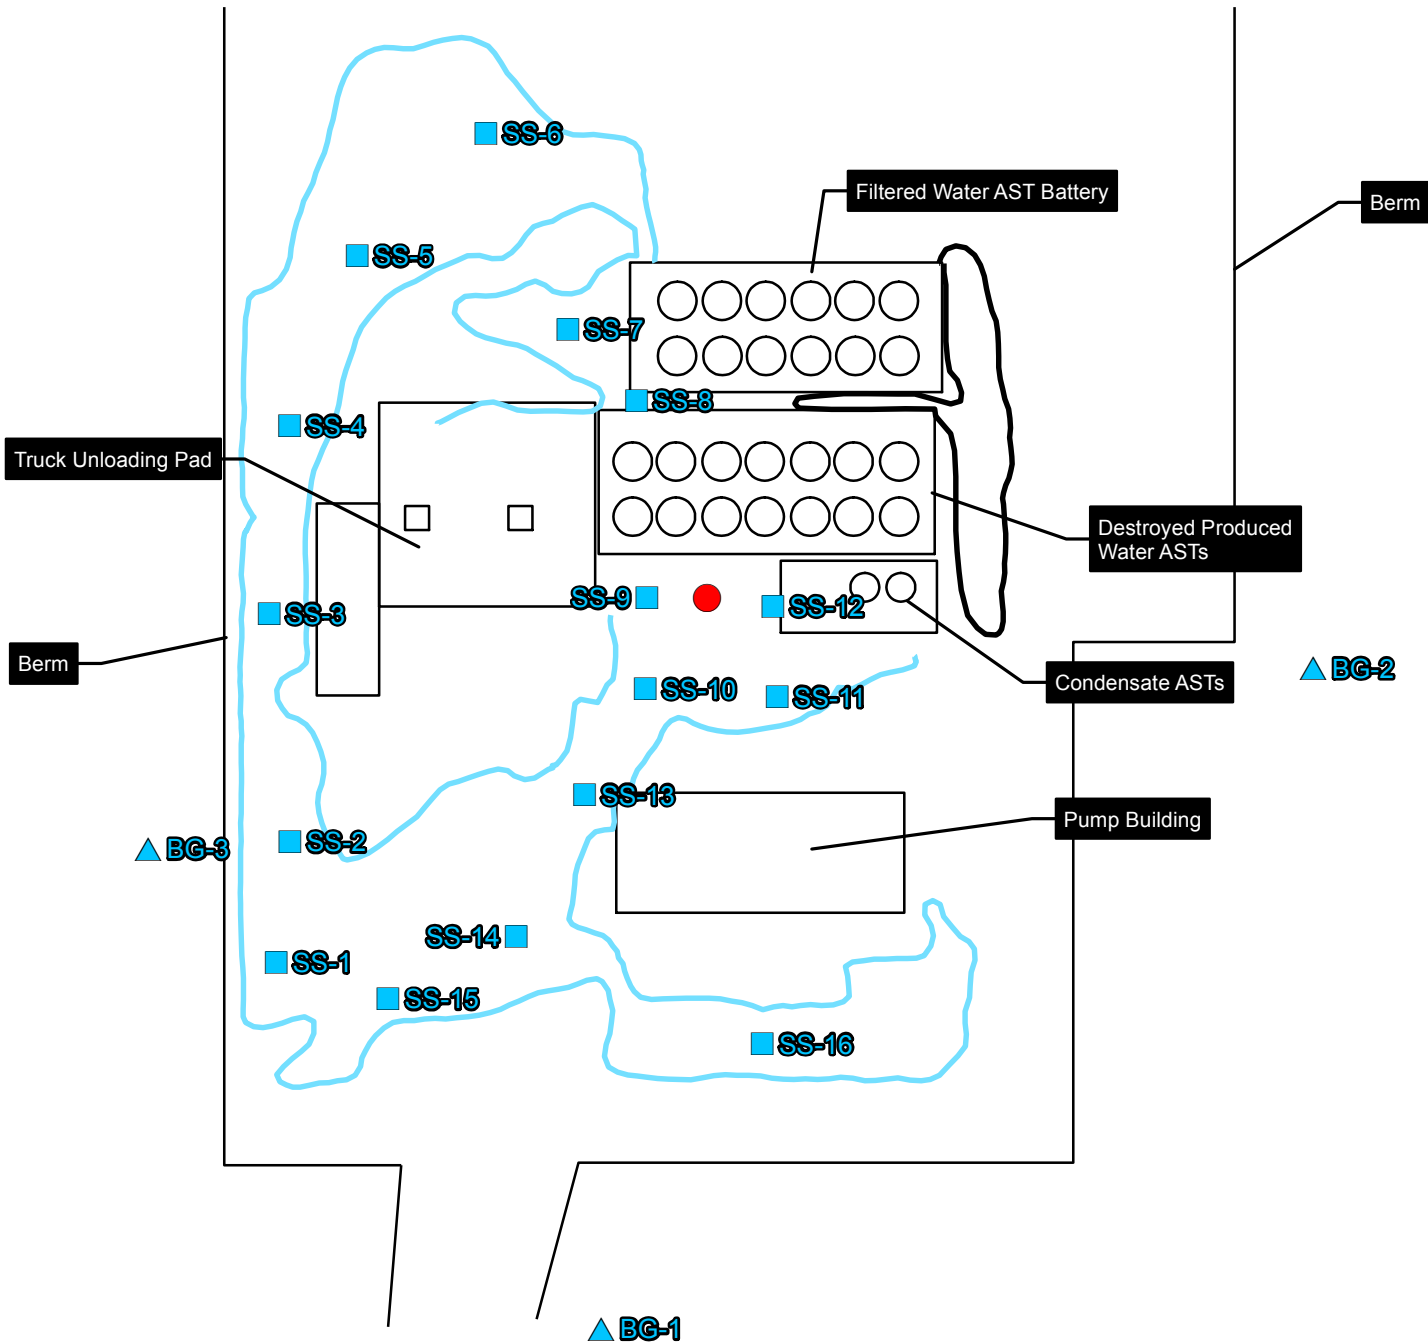 SS-6
Filtered Water AST Battery
Berm
SS-5
SS-7
SS-8
SS-4
Truck Unloading Pad
Destroyed Produced
Water ASTs
SS-9
SS-12
SS-3
Berm
BG-2
Condensate ASTs
SS-10
SS-11
SS-13
Pump Building
SS-2
BG-3
SS-14
SS-1
SS-15
SS-16
BG-1